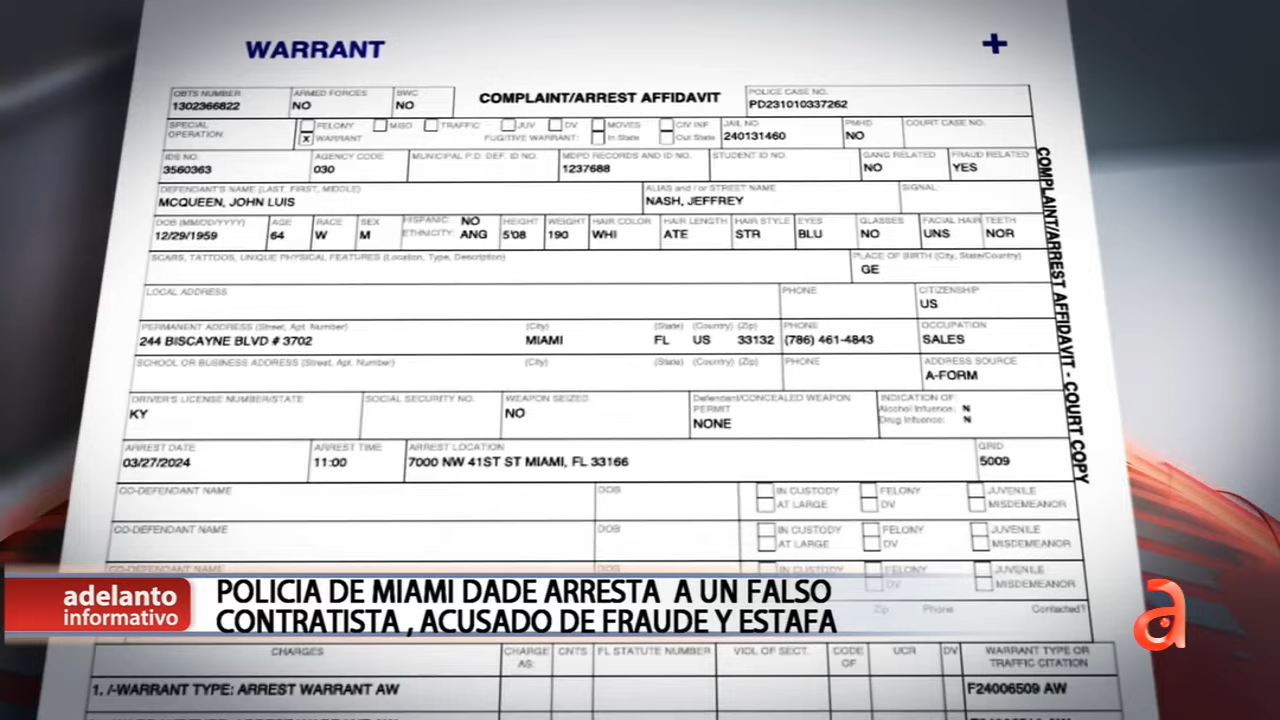 WARRANT
+
OBTS NUMBER ARMED FORCES BWC COMPLAINT/ARREST AFFIDAVIT POLICE CASE NO.
1302366822 NO NO PD231010337262
SPECIAL OPERATION FELONY MISD TRAFFIC JUV DV MOVES CIV INF JAIL NO. PMHD COURT CASE NO.
X WARRANT FUGITIVE WARRANT: In State Out State 240131460 NO
IDS NO. AGENCY CODE MUNICIPAL P.D. DEF. ID NO. MDPD RECORDS AND ID NO. STUDENT ID NO. GANG RELATED FRAUD RELATED
3560363 030 1237688 NO YES
DEFENDANT'S NAME (LAST, FIRST, MIDDLE) ALIAS and / or STREET NAME SIGNAL:
MCQUEEN, JOHN LUIS NASH, JEFFREY
DOB (MM/DD/YYYY) AGE RACE SEX HISPANIC: NO HEIGHT WEIGHT HAIR COLOR HAIR LENGTH HAIR STYLE EYES GLASSES FACIAL HAIR TEETH
12/29/1959 64 W M ETHNICITY: ANG 5'08 190 WHI ATE STR BLU NO UNS NOR
SCARS, TATTOOS, UNIQUE PHYSICAL FEATURES (Location, Type, Description) PLACE OF BIRTH (City, State/Country)
GE
LOCAL ADDRESS PHONE CITIZENSHIP
US
PERMANENT ADDRESS (Street, Apt. Number) (City) (State) (Country) (Zip) PHONE OCCUPATION
244 BISCAYNE BLVD # 3702 MIAMI FL US 33132 (786) 461-4843 SALES
SCHOOL OR BUSINESS ADDRESS (Street, Apt. Number) (City) (State) (Country) (Zip) PHONE ADDRESS SOURCE
A-FORM
DRIVER'S LICENSE NUMBER/STATE SOCIAL SECURITY NO. WEAPON SEIZED Defendant/CONCEALED WEAPON PERMIT INDICATION OF:
KY NO NONE Alcohol Influence: N
Drug Influence: N
ARREST DATE ARREST TIME ARREST LOCATION GRID
03/27/2024 11:00 7000 NW 41ST ST MIAMI, FL 33166 5009
CO-DEFENDANT NAME DOB IN CUSTODY FELONY JUVENILE
AT LARGE DV MISDEMEANOR
CO-DEFENDANT NAME DOB IN CUSTODY FELONY JUVENILE
AT LARGE DV MISDEMEANOR
CO-DEFENDANT NAME DOB IN CUSTODY FELONY JUVENILE
DV MISDEMEANOR
Zip Phone Contacted?
COMPLAINT/ARREST AFFIDAVIT - COURT COPY
adelanto
informativo
POLICIA DE MIAMI DADE ARRESTA A UN FALSO
CONTRATISTA , ACUSADO DE FRAUDE Y ESTAFA
a
CHARGES CHARGE AS: CNTS FL STATUTE NUMBER VIOL OF SECT. CODE OF UCR DV WARRANT TYPE OR TRAFFIC CITATION
1. /-WARRANT TYPE: ARREST WARRANT AW F24006509 AW